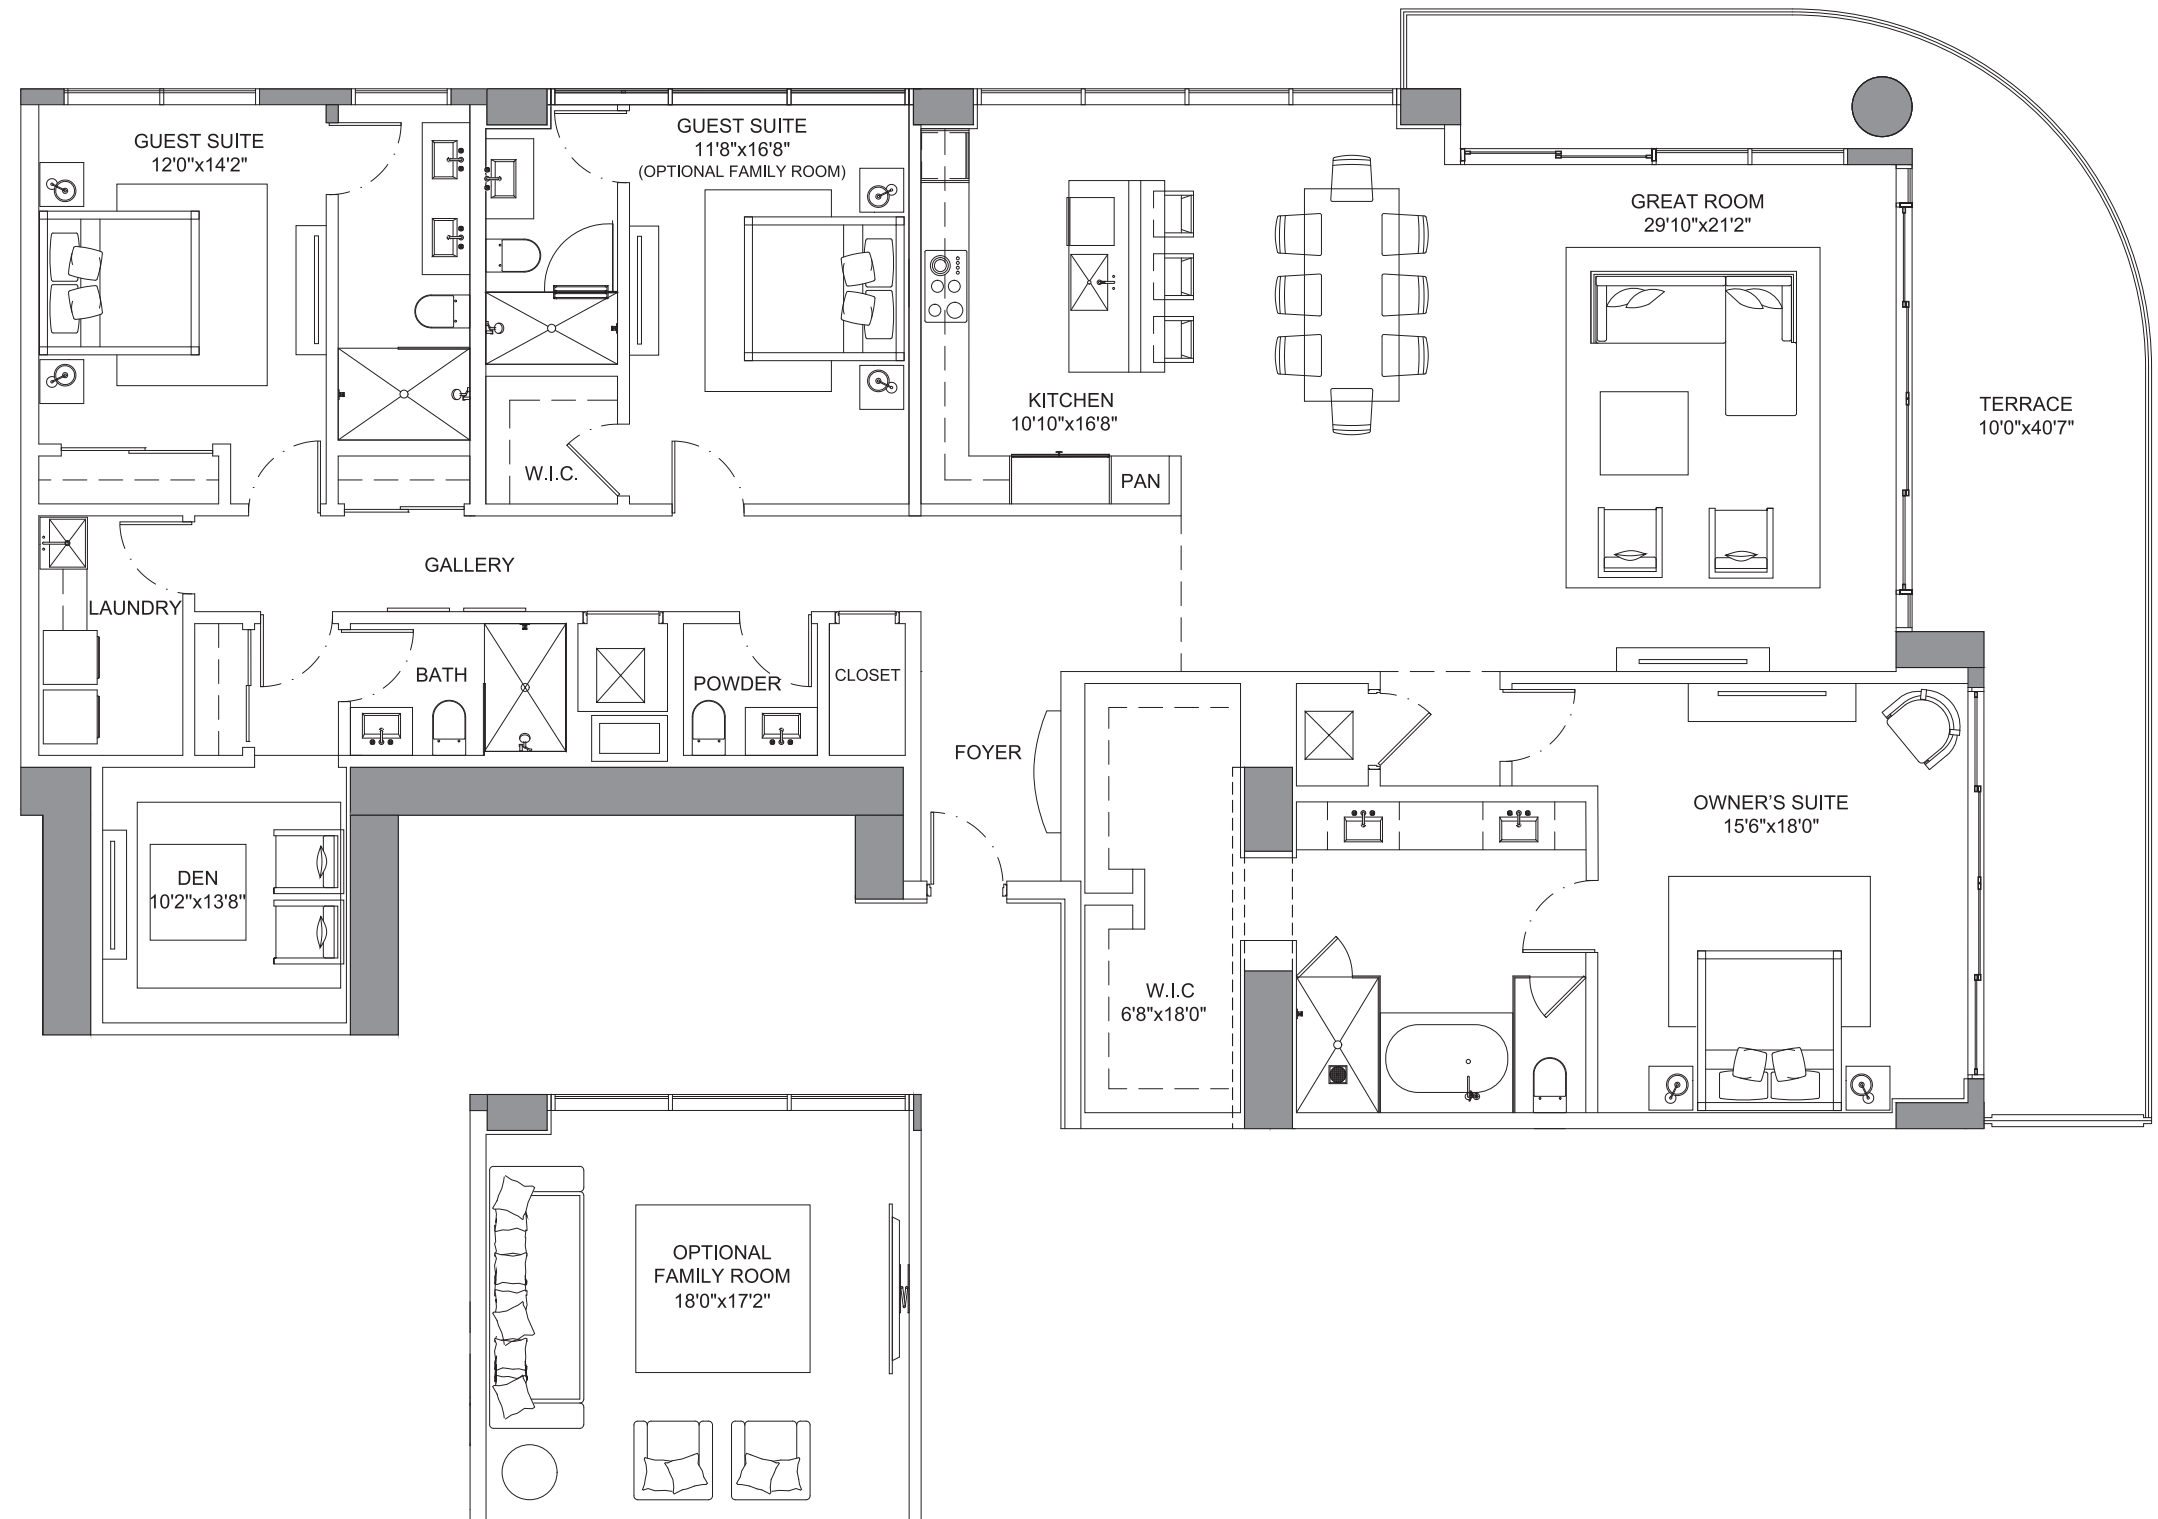 GUEST SUITE
12'0"x14'2"
GUEST SUITE
11'8"x16'8"
(OPTIONAL FAMILY ROOM)
GREAT ROOM
29'10"x21'2"
KITCHEN
10'10"x16'8"
TERRACE
10'0"x40'7"
W.I.C.
PAN
GALLERY
LAUNDRY
BATH
POWDER
CLOSET
FOYER
OWNER'S SUITE
15'6"x18'0"
DEN
10'2"x13'8"
W.I.C
6'8"x18'0"
OPTIONAL
FAMILY ROOM
18'0"x17'2"